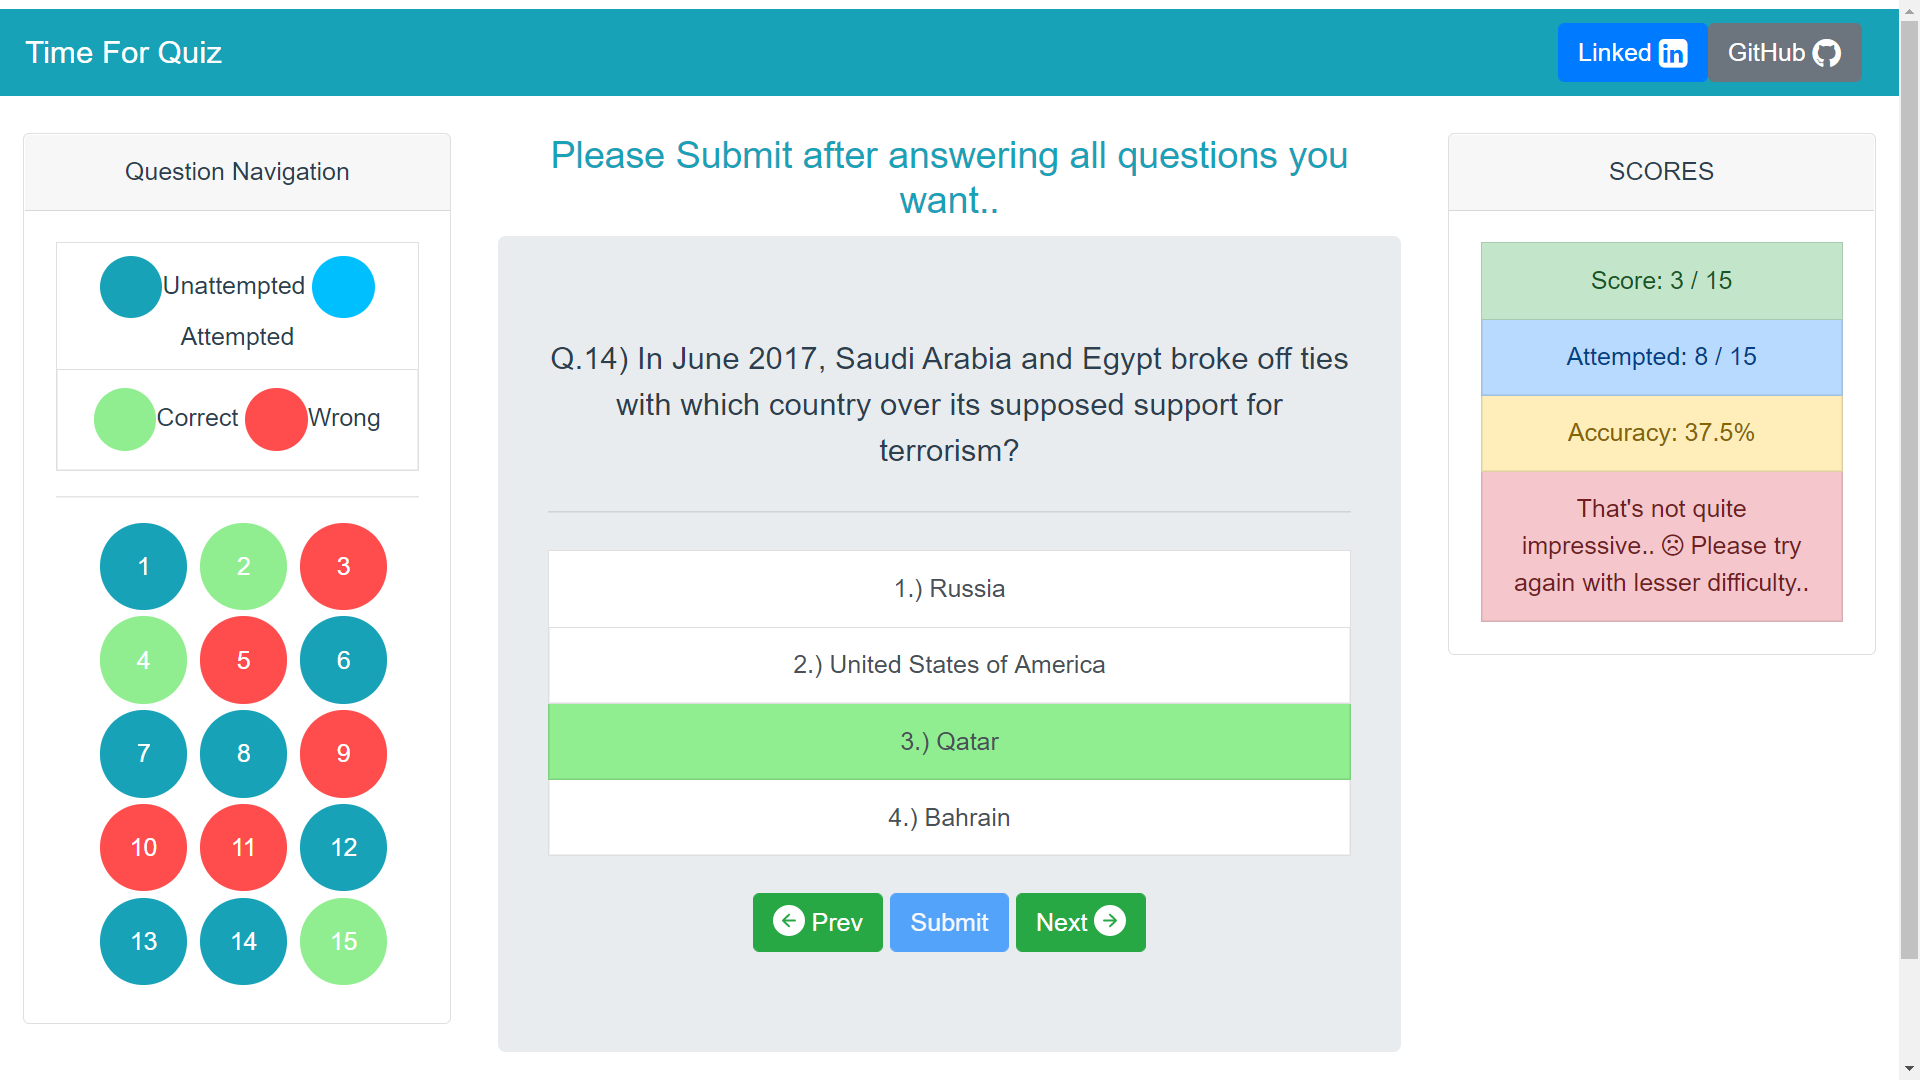 Time For Quiz
Linked in
GitHub
Question Navigation
Unattempted
Attempted
Correct Wrong
1 2 3
4 5 6
7 8 9
10 11 12
13 14 15
Please Submit after answering all questions you
want..
Q.14) In June 2017, Saudi Arabia and Egypt broke off ties
with which country over its supposed support for
terrorism?
1.) Russia
2.) United States of America
3.) Qatar
4.) Bahrain
Prev Submit Next
SCORES
Score: 3 / 15
Attempted: 8 / 15
Accuracy: 37.5%
That's not quite
impressive.. ☹ Please try
again with lesser difficulty..